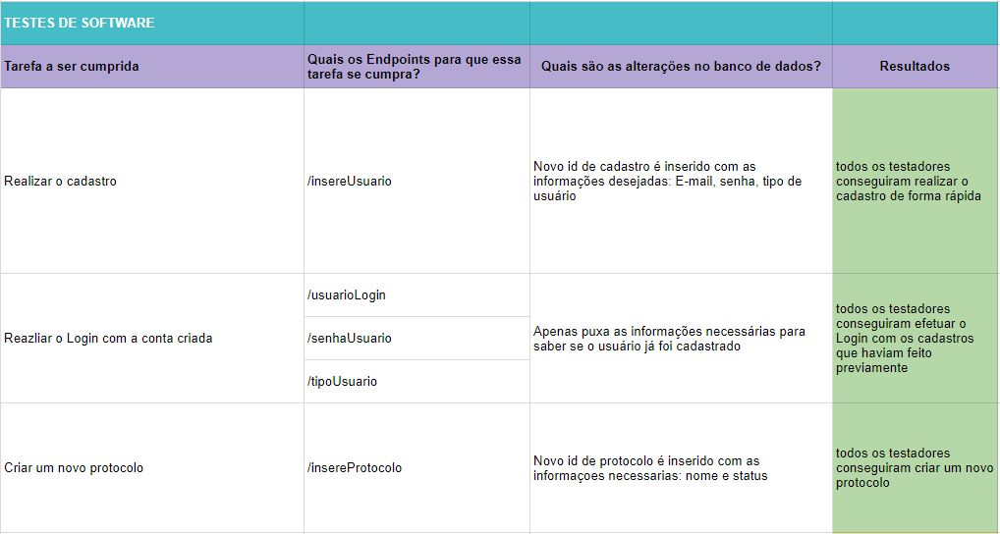 TESTES DE SOFTWARE
Tarefa a ser cumprida
Quais os Endpoints para que essa
tarefa se cumpra?
Quais são as alterações no banco de dados?
Resultados
Realizar o cadastro
/insereUsuario
Novo id de cadastro é inserido com as
informações desejadas: E-mail, senha, tipo de
usuário
todos os testadores
conseguiram realizar o
cadastro de forma rápida
Reazliar o Login com a conta criada
/usuarioLogin
/senhaUsuario
/tipoUsuario
Apenas puxa as informações necessárias para
saber se o usuário já foi cadastrado
todos os testadores
conseguiram efetuar o
Login com os cadastros
que haviam feito
previamente
Criar um novo protocolo
/insereProtocolo
Novo id de protocolo é inserido com as
informaçoes necessarias: nome e status
todos os testadores
conseguiram criar um novo
protocolo